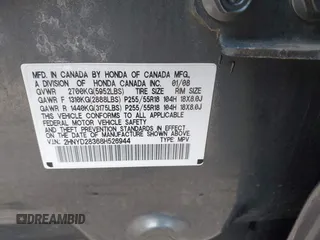 MFD. IN CANADA BY HONDA OF CANADA MFG.,
A DIVISION OF HONDA CANADA INC. 01/08
GVWR 2700KG(5952LBS) TIRE SIZE RIM SIZE
GAWR F 1310KG(2888LBS) P255/55R18 104H 18X8.0J
GAWR R 1440KG(3175LBS) P255/55R18 104H 18X8.0J
THIS VEHICLE CONFORMS TO ALL APPLICABLE
FEDERAL MOTOR VEHICLE SAFETY AND
THEFT PREVENTION STANDARDS IN EFFECT ON THE
DATE OF MANUFACTURE SHOWN ABOVE.
V.I.N.: 2HNYD28368H526944 TYPE: MPV
EPICBID